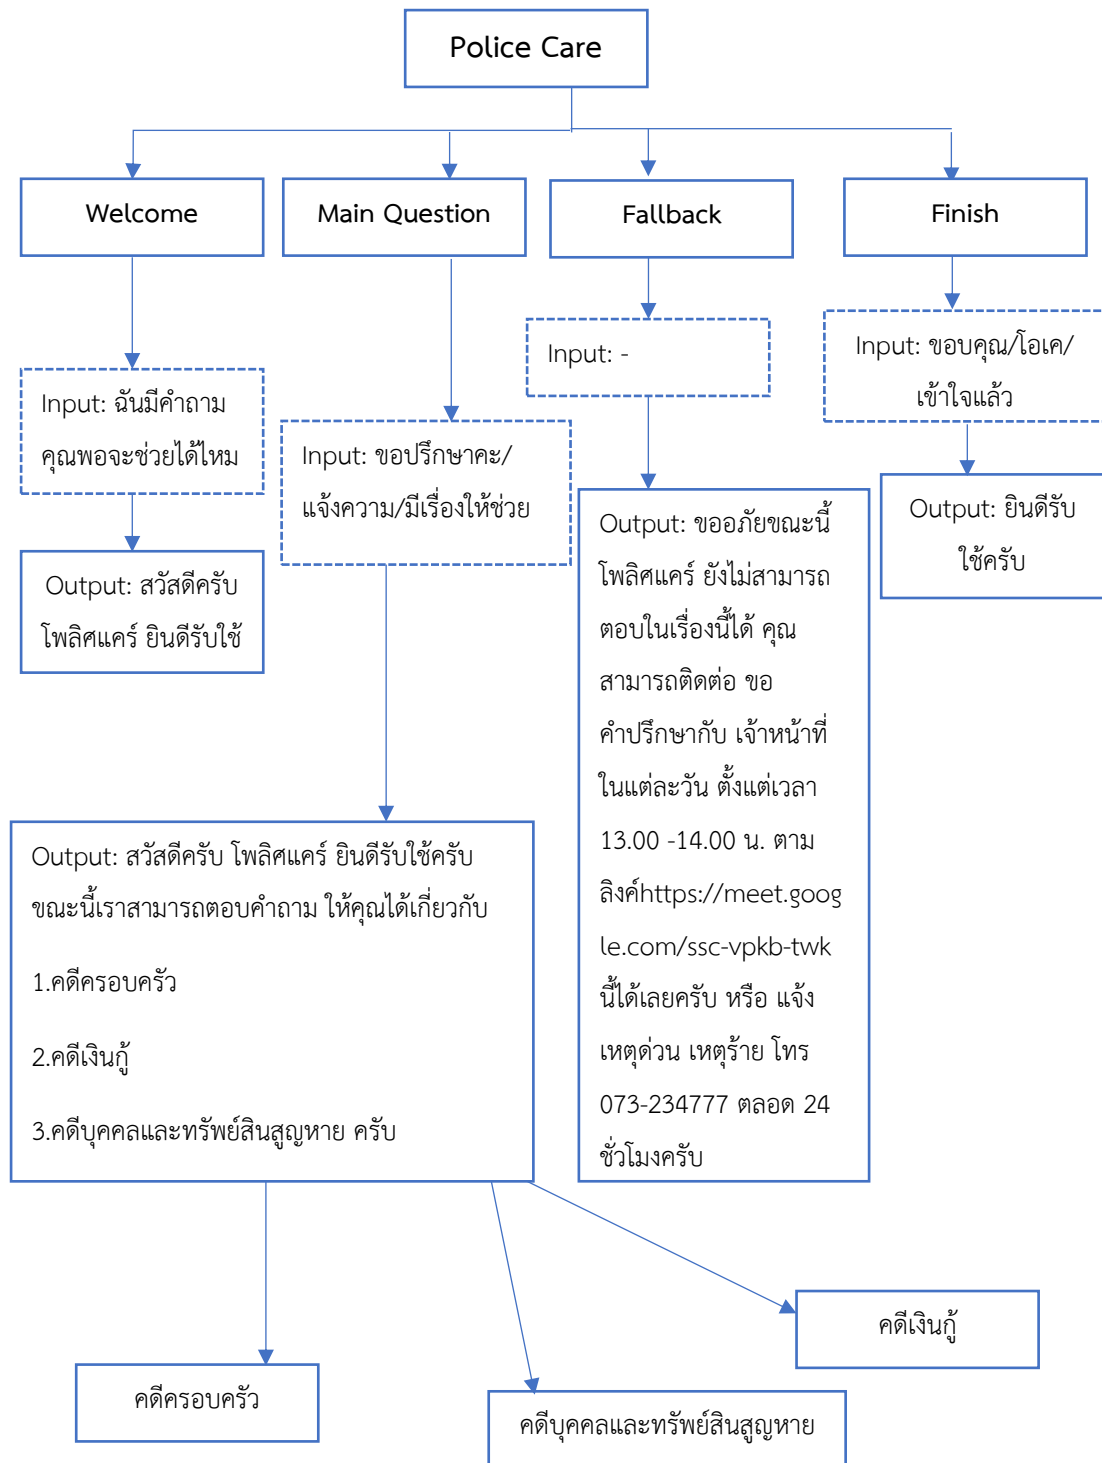 Police Care
Welcome
Main Question
Fallback
Finish
Input: ฉันมีคำถาม
คุณพอจะช่วยได้ไหม
Output: สวัสดีครับ
โพลิศแคร์ ยินดีรับใช้
Input: ขอปรึกษาคะ/
แจ้งความ/มีเรื่องให้ช่วย
Output: สวัสดีครับ โพลิศแคร์ ยินดีรับใช้ครับ
ขณะนี้เราสามารถตอบคำถาม ให้คุณได้เกี่ยวกับ
1.คดีครอบครัว
2.คดีเงินกู้
3.คดีบุคคลและทรัพย์สินสูญหาย ครับ
Input: -
Output: ขออภัยขณะนี้
โพลิศแคร์ ยังไม่สามารถ
ตอบในเรื่องนี้ได้ คุณ
สามารถติดต่อ ขอ
คำปรึกษากับ เจ้าหน้าที่
ในแต่ละวัน ตั้งแต่เวลา
13.00 -14.00 น. ตาม
ลิงค์https://meet.goog
le.com/ssc-vpkb-twk
นี้ได้เลยครับ หรือ แจ้ง
เหตุด่วน เหตุร้าย โทร
073-234777 ตลอด 24
ชั่วโมงครับ
Input: ขอบคุณ/โอเค/
เข้าใจแล้ว
Output: ยินดีรับ
ใช้ครับ
คดีครอบครัว
คดีบุคคลและทรัพย์สินสูญหาย
คดีเงินกู้